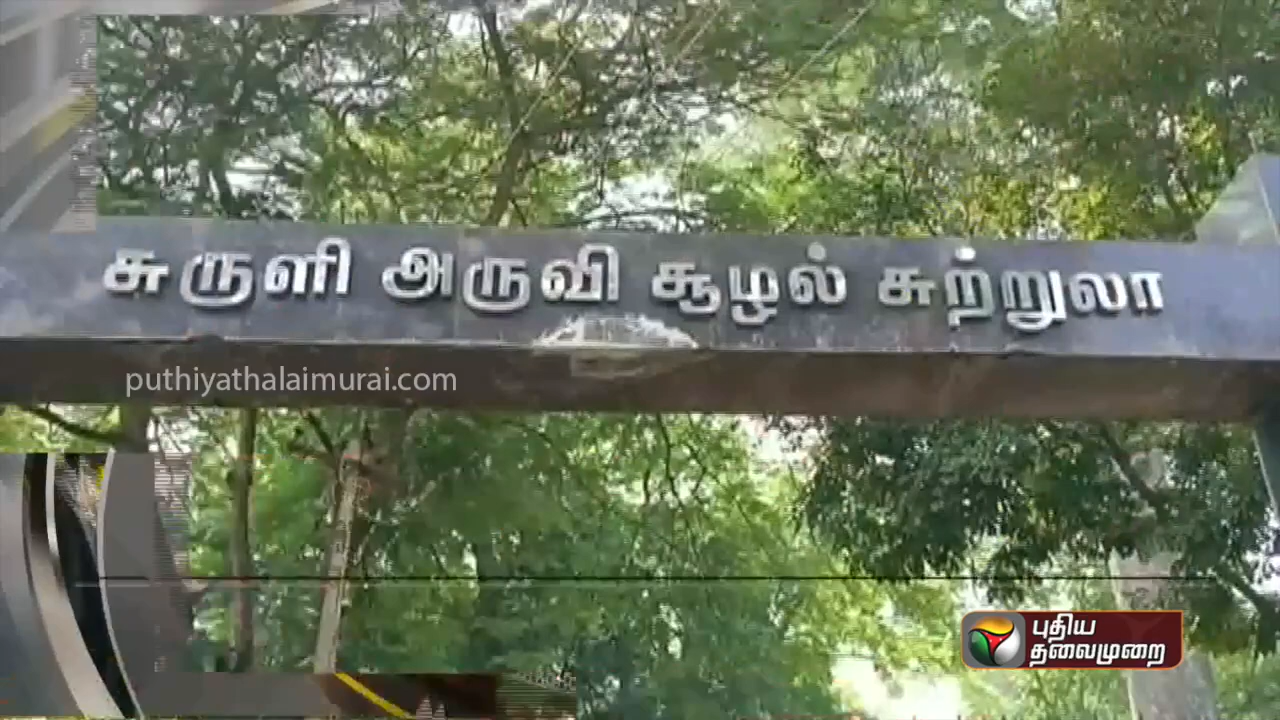 சுருளி அருவி சூழல் சுற்றுலா
puthiyathalaimurai.com
புதிய
தலைமுறை